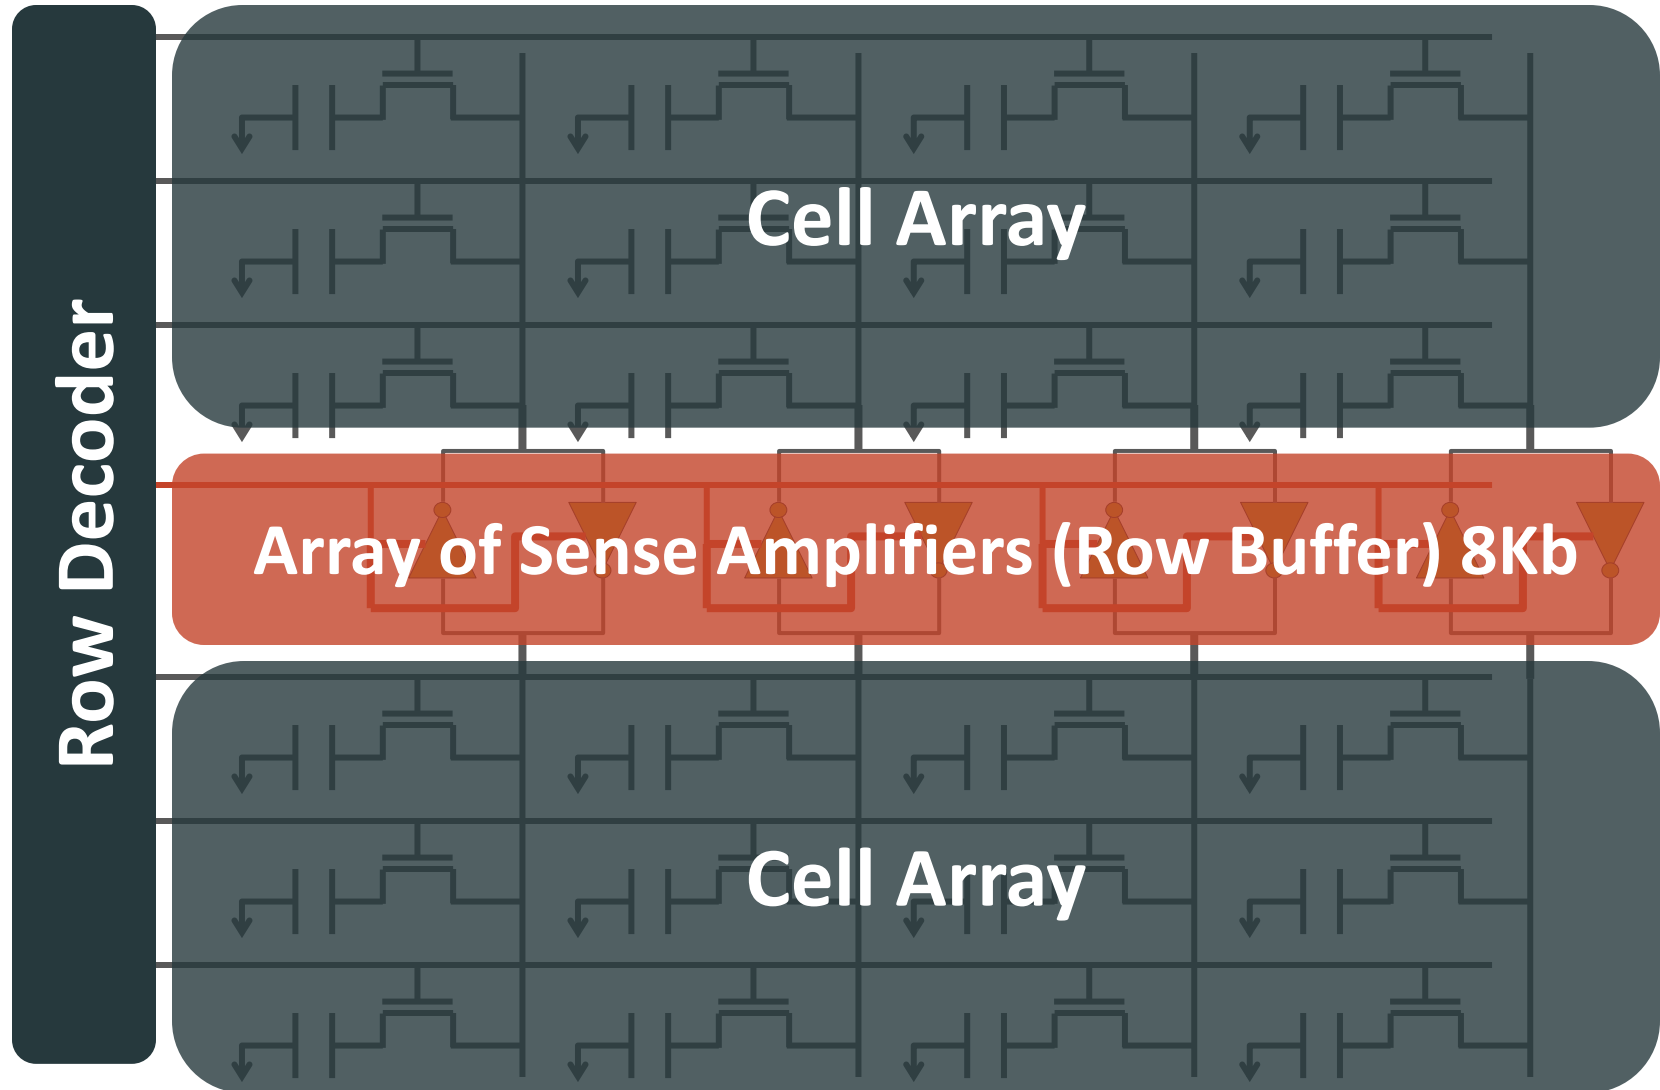 Row Decoder
Cell Array
Array of Sense Amplifiers (Row Buffer) 8Kb
Cell Array